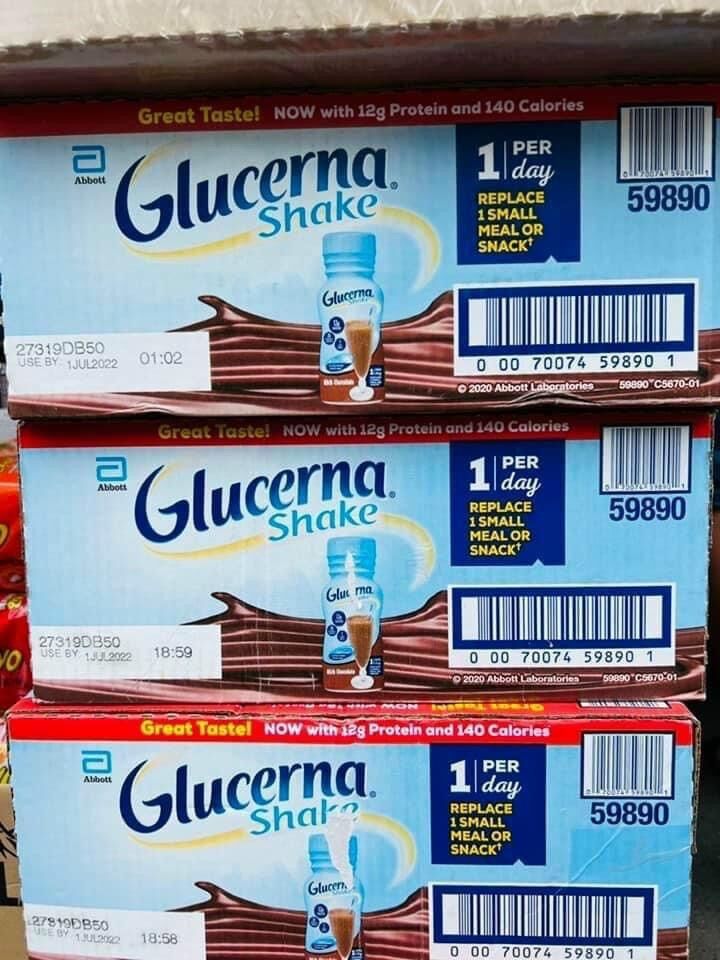 Great Taste! NOW with 12g Protein and 140 Calories
Abbott
Glucerna
Shake
1 PER day
REPLACE
1 SMALL
MEAL OR
SNACK†
59890
Glucerna
27319DB50
USE BY 1JUL2022 01:02
0 00 70074 59890 1
© 2020 Abbott Laboratories 59890 C5670-01
Great Taste! NOW with 12g Protein and 140 Calories
Abbott
Glucerna
Shake
1 PER day
REPLACE
1 SMALL
MEAL OR
SNACK†
59890
Glucerna
27319DB50
USE BY 1JUL2022 18:59
0 00 70074 59890 1
© 2020 Abbott Laboratories 59890 C5670-01
Great Taste! NOW with 12g Protein and 140 Calories
Abbott
Glucerna
Shake
1 PER day
REPLACE
1 SMALL
MEAL OR
SNACK†
59890
Glucerna
27319DB50
USE BY 1JUL2022 18:58
0 00 70074 59890 1